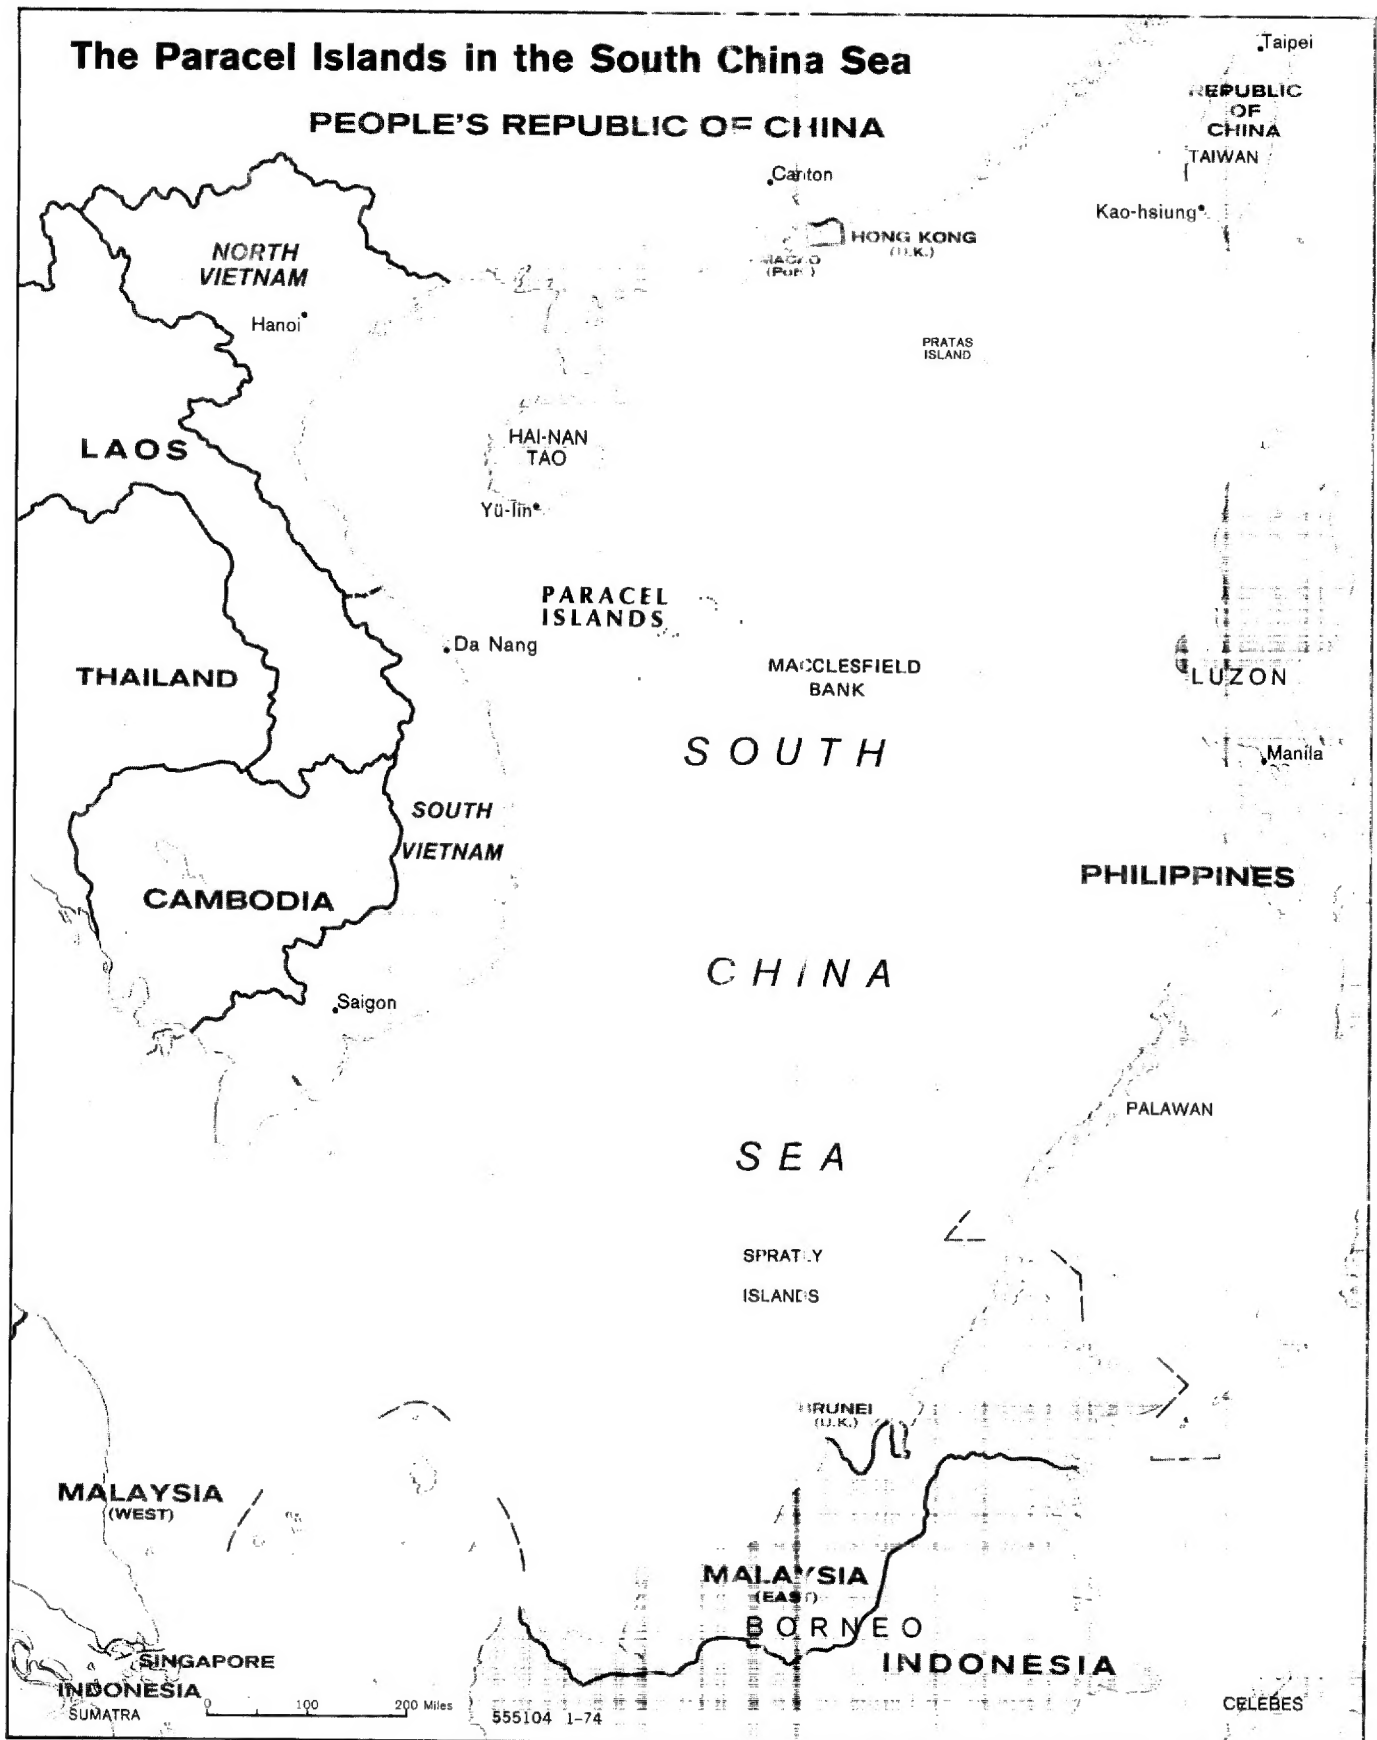 The Paracel Islands in the South China Sea
Taipei
PEOPLE'S REPUBLIC OF CHINA
REPUBLIC
OF
CHINA
TAIWAN
Canton
Kao-hsiung
HONG KONG
(U.K.)
MACAO
(Port.)
NORTH
VIETNAM
Hanoi
PRATAS
ISLAND
HAI-NAN
TAO
LAOS
Yü-lin
PARACEL
ISLANDS
Da Nang
MACCLESFIELD
BANK
THAILAND
LUZON
SOUTH
Manila
SOUTH
VIETNAM
PHILIPPINES
CAMBODIA
CHINA
Saigon
PALAWAN
SEA
SPRATLY
ISLANDS
BRUNEI
(U.K.)
MALAYSIA
(WEST)
MALAYSIA
(EAST)
BORNEO
SINGAPORE
INDONESIA
INDONESIA
SUMATRA
0 100 200 Miles
555104 1-74
CELEBES